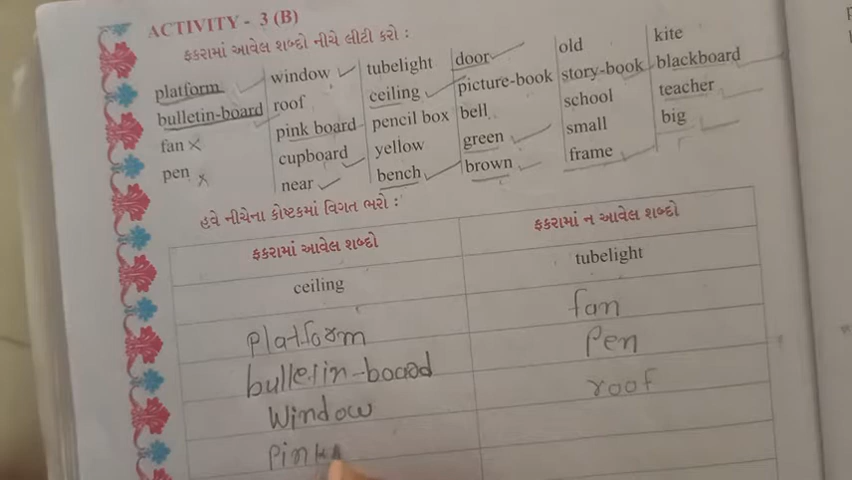 ACTIVITY - 3 (B)
ફકરામાં આવેલ શબ્દો નીચે લીટી કરો :
platform window tubelight door old kite
bulletin-board roof ceiling picture-book story-book blackboard
fan pink board pencil box bell school teacher
pen cupboard yellow green small big
near bench brown frame
હવે નીચેના કોષ્ટકમાં વિગત ભરો :
ફકરામાં આવેલ શબ્દો ફકરામાં ન આવેલ શબ્દો
ceiling tubelight
Platform fan
bulletin-board Pen
Window roof
Pink